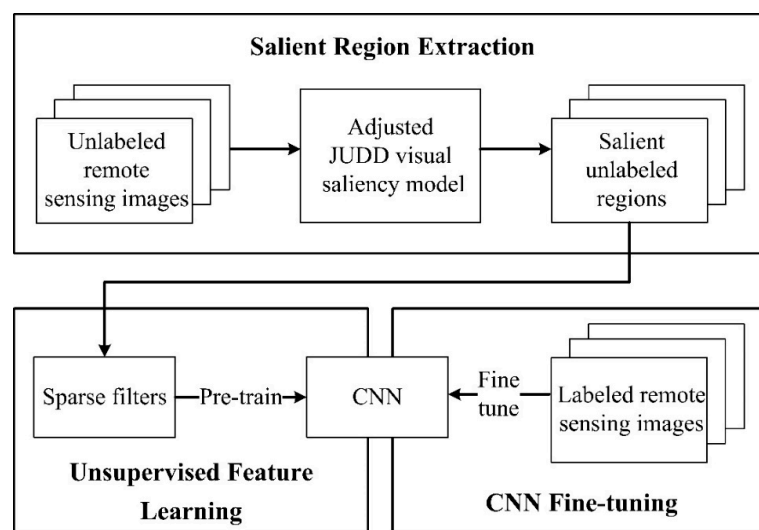 Salient Region Extraction
Unlabeled
remote
sensing images
Adjusted
JUDD visual
saliency model
Salient
unlabeled
regions
Sparse filters
Pre-train
CNN
Fine
tune
Labeled remote
sensing images
Unsupervised Feature
Learning
CNN Fine-tuning